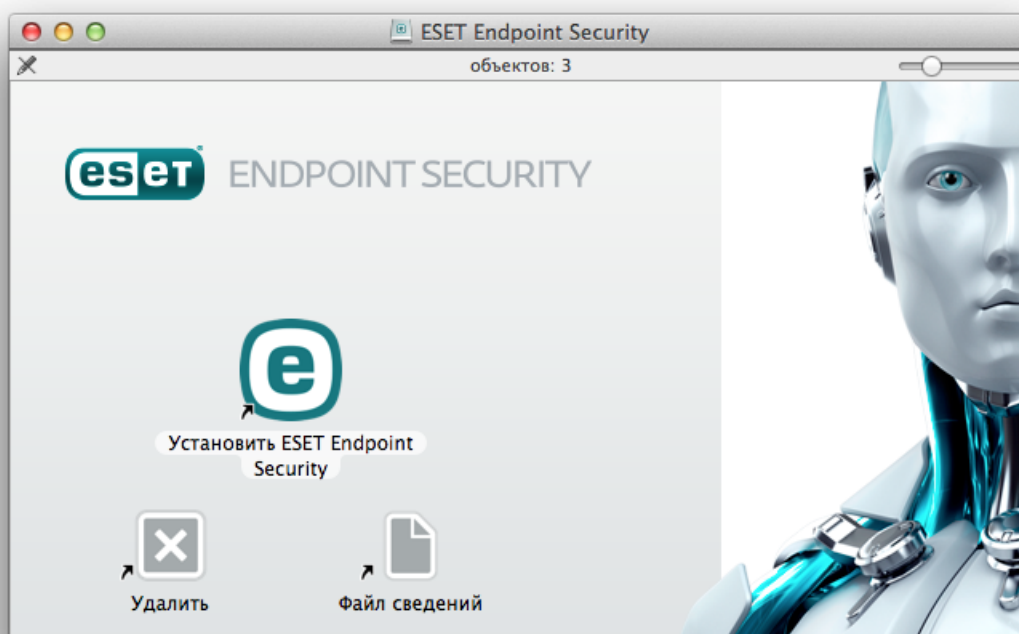 ESET Endpoint Security
объектов: 3
eset ENDPOINT SECURITY
e
Установить ESET Endpoint
Security
Удалить
Файл сведений